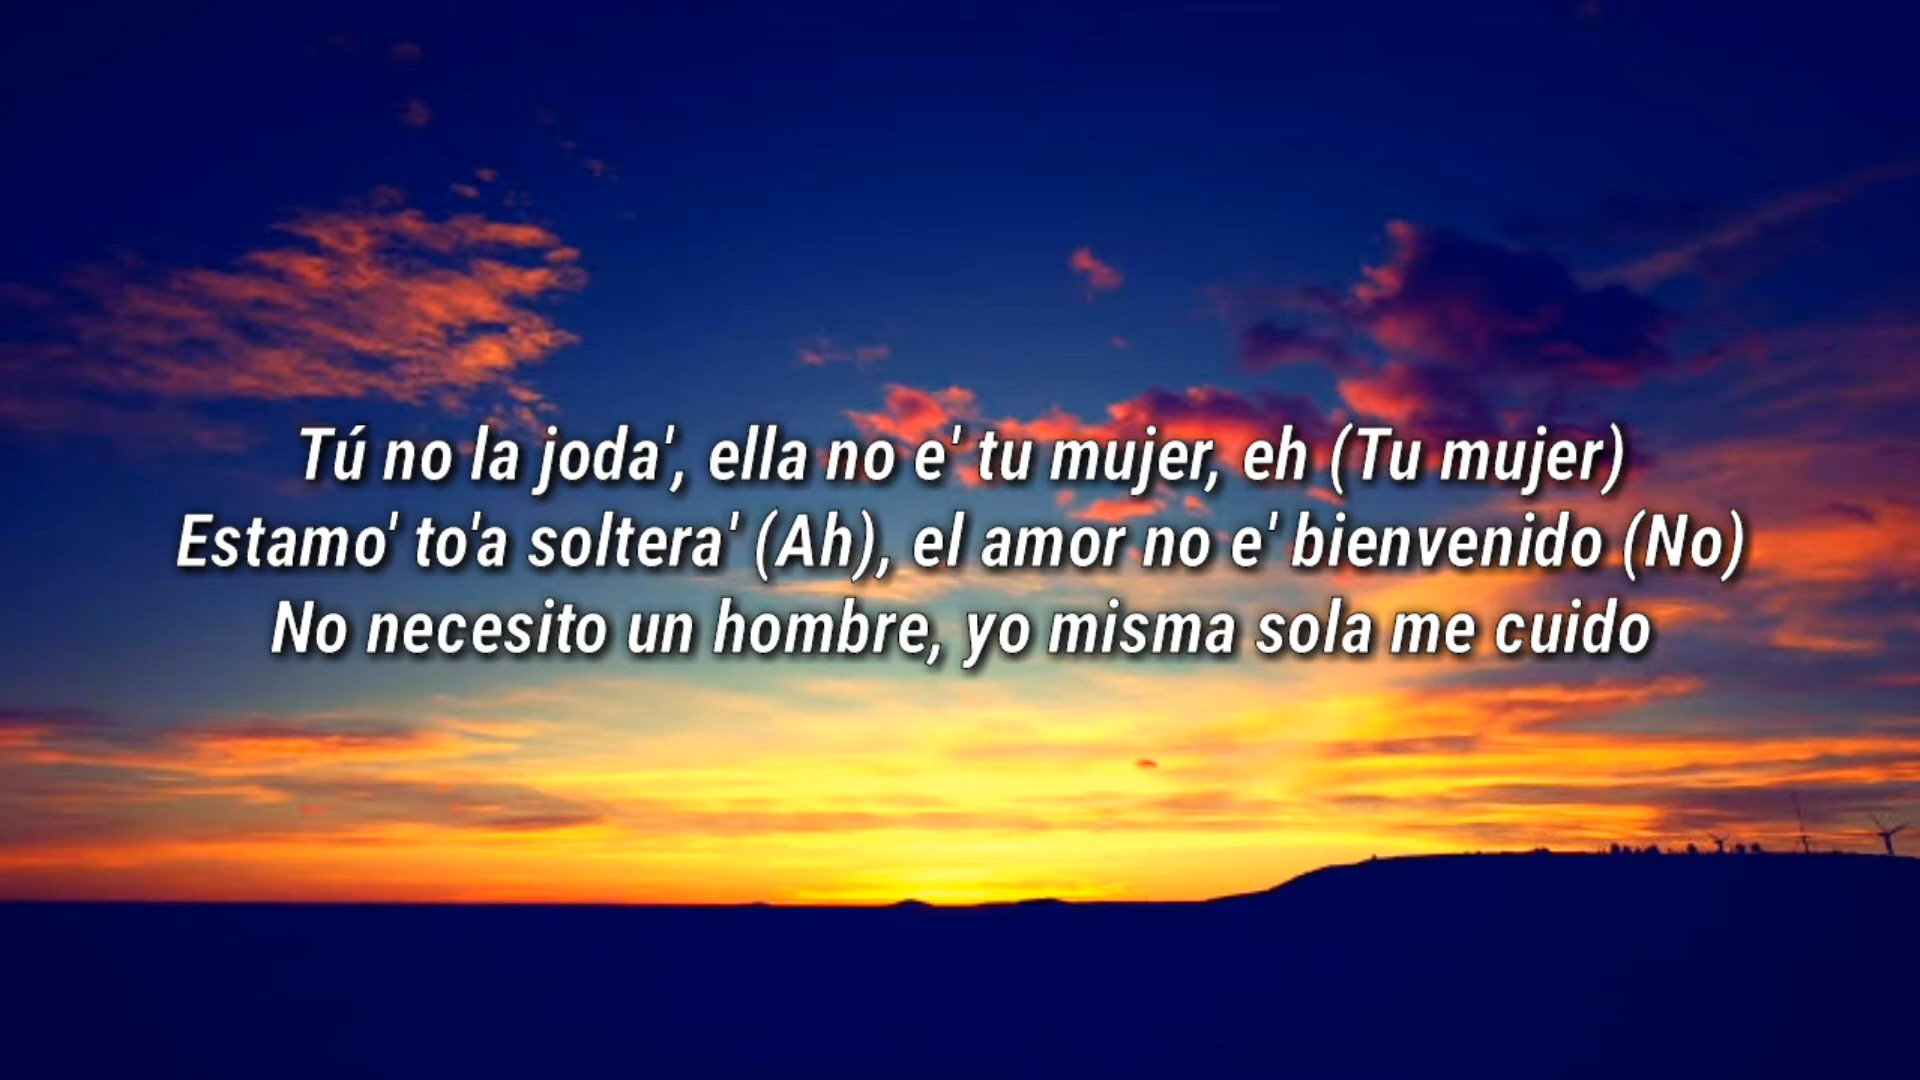 Tú no la joda', ella no e' tu mujer, eh (Tu mujer)
Estamo' to'a soltera' (Ah), el amor no e' bienvenido (No)
No necesito un hombre, yo misma sola me cuido